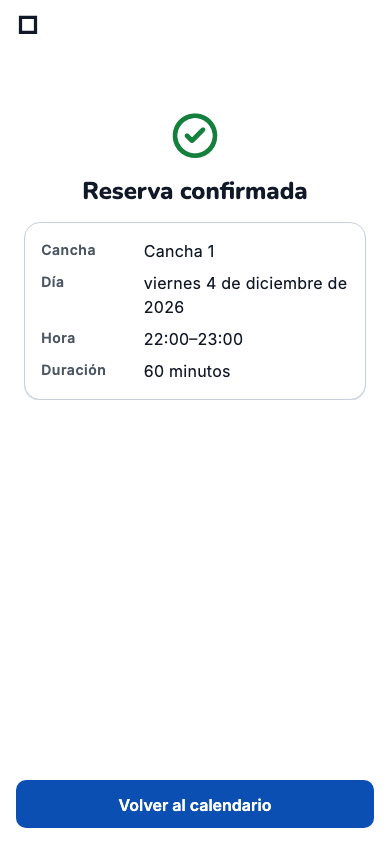 Reserva confirmada
Cancha Cancha 1
Día viernes 4 de diciembre de
2026
Hora 22:00–23:00
Duración 60 minutos
Volver al calendario